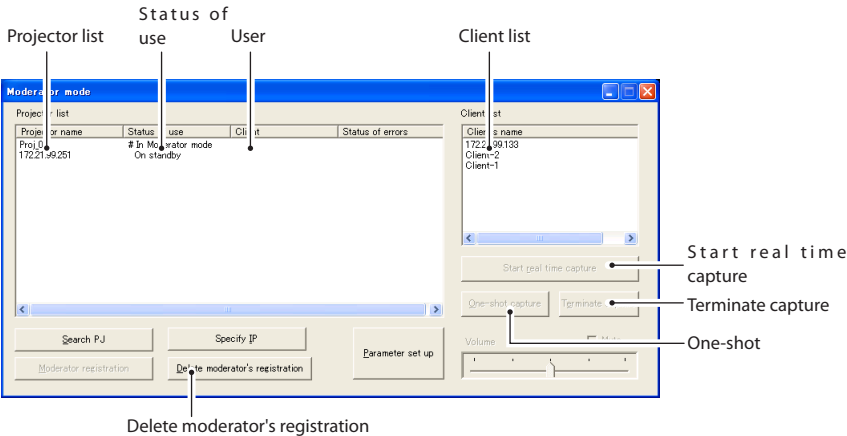 Status of
use
Projector list
User
Client list
Moderator mode
Projector list
Client list
Projector name Status of use Client Status of errors
Proj_0 # In Moderator mode
172.21.99.251 On standby
Client's name
172.21.99.133
Client-2
Client-1
Start real time capture
One-shot capture Terminate
Search PJ Specify IP
Parameter set up
Moderator registration Delete moderator's registration
Volume Mute
Start real time
capture
Terminate capture
One-shot
Delete moderator's registration